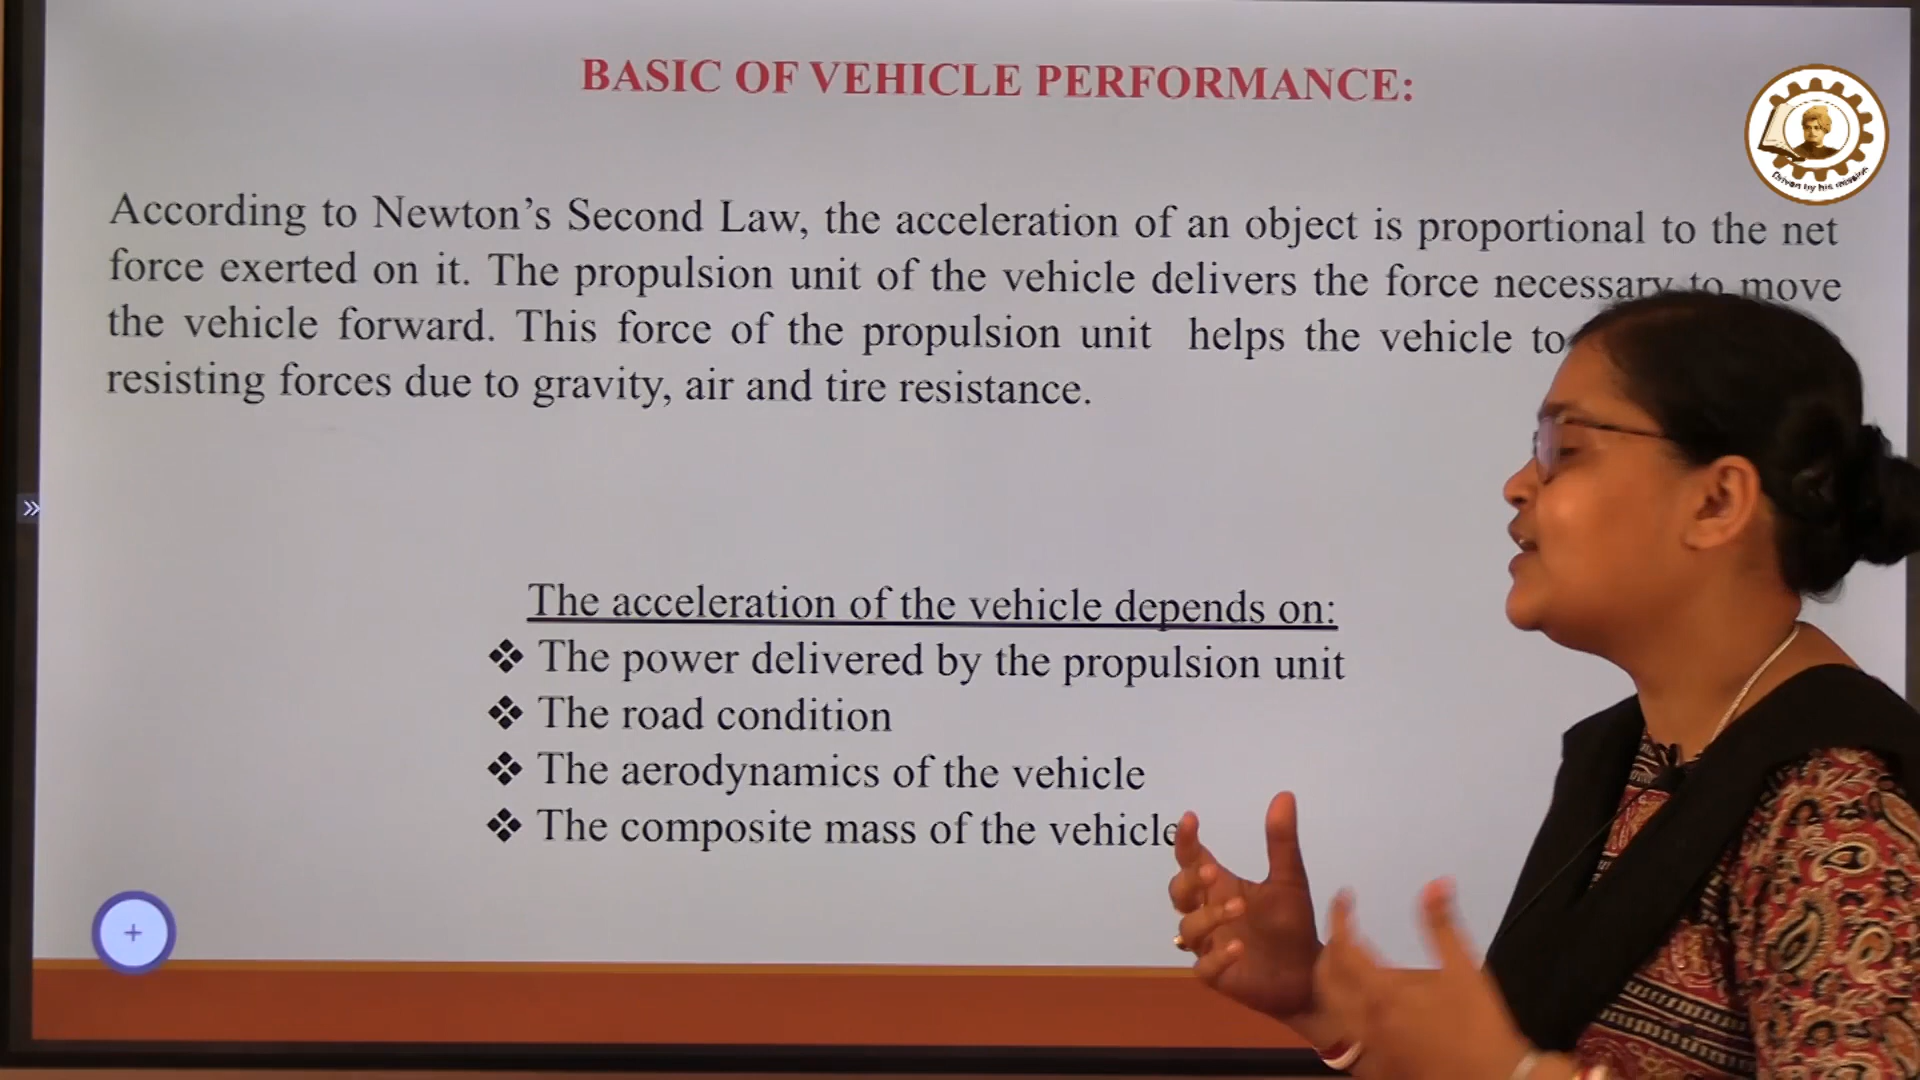 BASIC OF VEHICLE PERFORMANCE:
According to Newton’s Second Law, the acceleration of an object is proportional to the net
force exerted on it. The propulsion unit of the vehicle delivers the force necessary to move
the vehicle forward. This force of the propulsion unit helps the vehicle to
resisting forces due to gravity, air and tire resistance.
The acceleration of the vehicle depends on:
❖ The power delivered by the propulsion unit
❖ The road condition
❖ The aerodynamics of the vehicle
❖ The composite mass of the vehicle
Driven by his mission